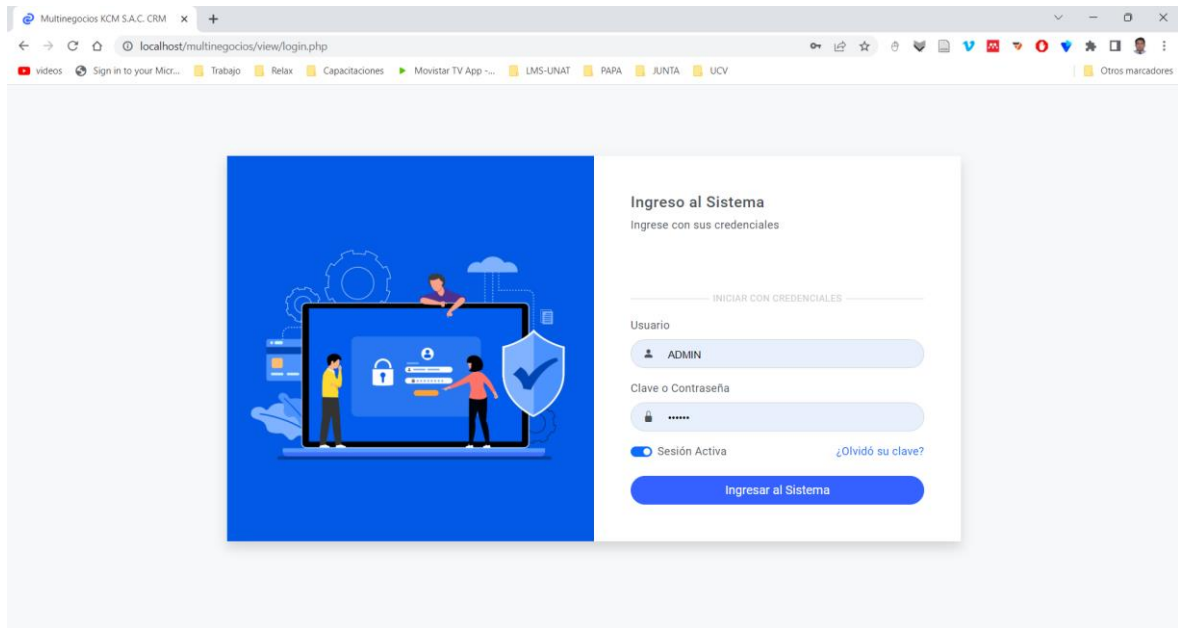 Multinegocios KCM S.A.C. CRM
localhost/multinegocios/view/login.php
videos Sign in to your Micr... Trabajo Relax Capacitaciones Movistar TV App -... LMS-UNAT PAPA JUNTA UCV Otros marcadores
Ingreso al Sistema
Ingrese con sus credenciales
INICIAR CON CREDENCIALES
Usuario
ADMIN
Clave o Contraseña
••••••
Sesión Activa ¿Olvidó su clave?
Ingresar al Sistema